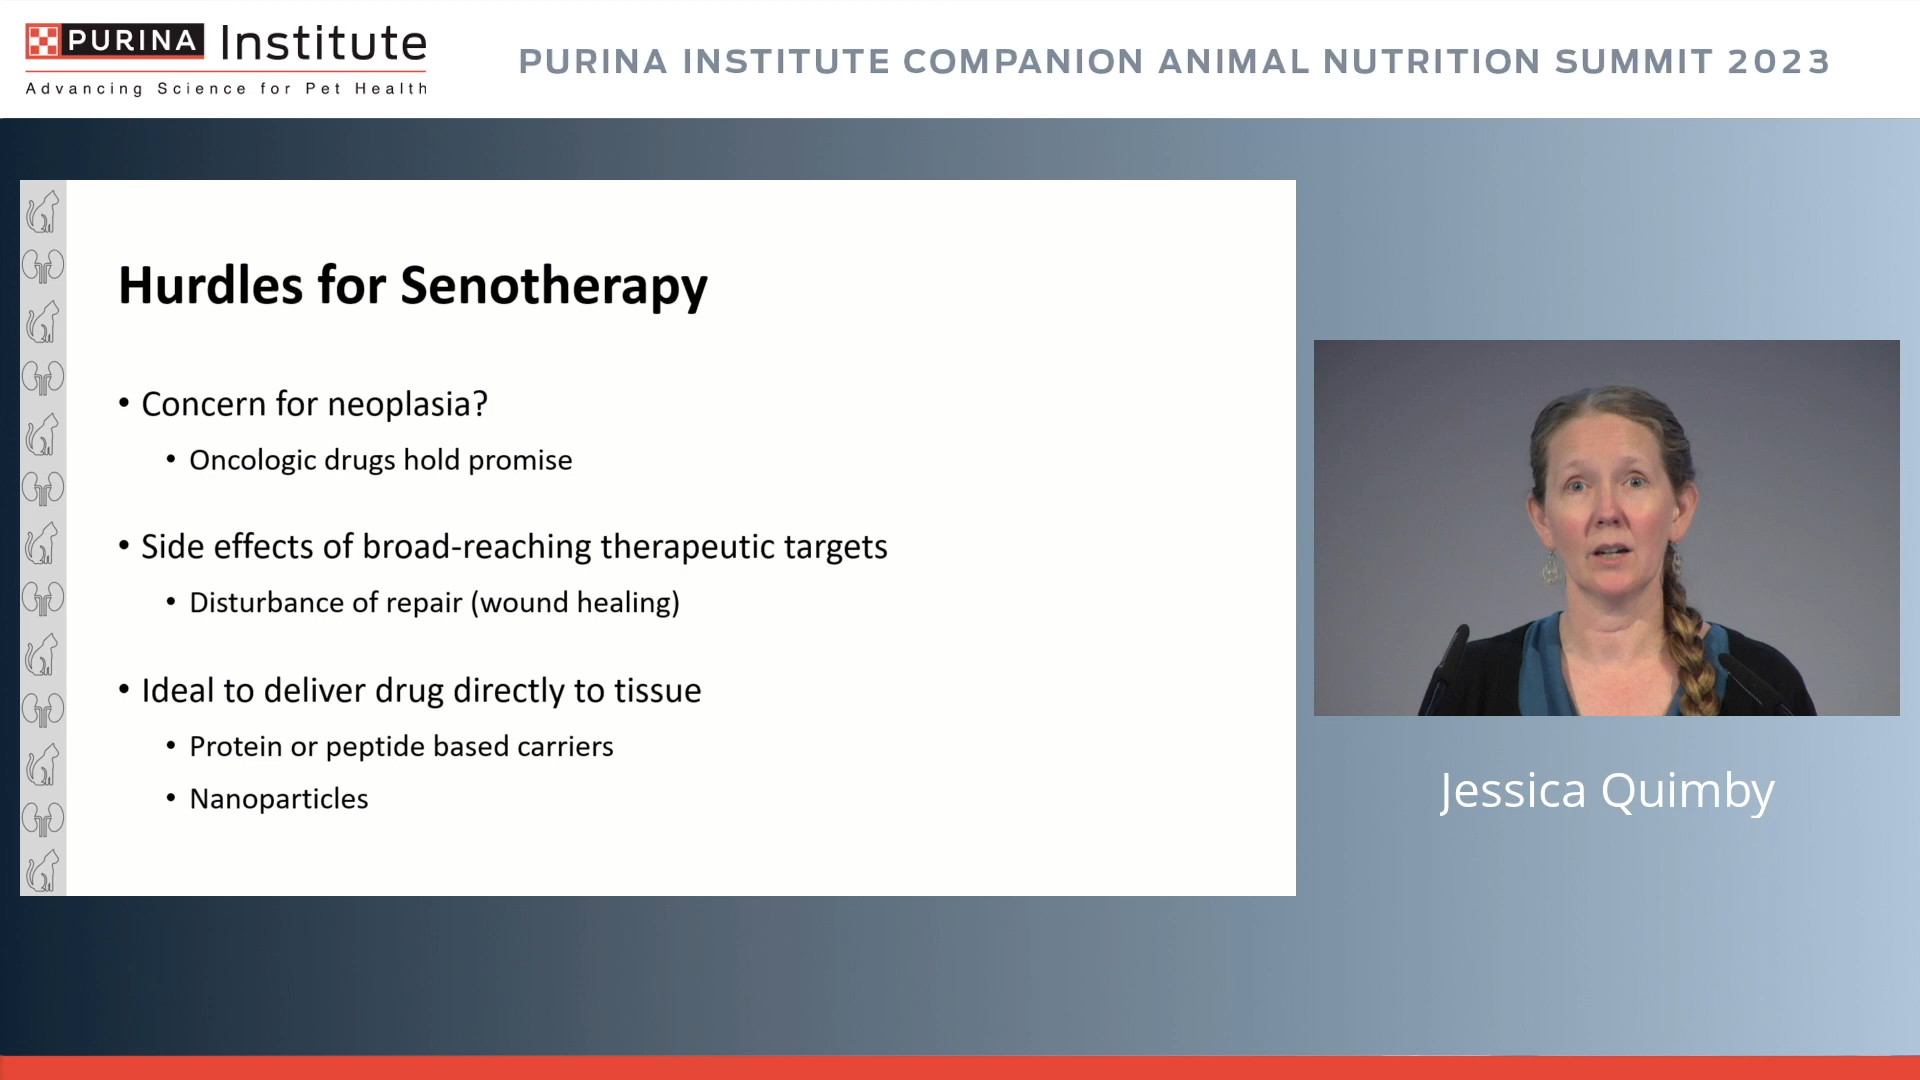 PURINA Institute
Advancing Science for Pet Health
PURINA INSTITUTE COMPANION ANIMAL NUTRITION SUMMIT 2023
Hurdles for Senotherapy
• Concern for neoplasia?
• Oncologic drugs hold promise
• Side effects of broad-reaching therapeutic targets
• Disturbance of repair (wound healing)
• Ideal to deliver drug directly to tissue
• Protein or peptide based carriers
• Nanoparticles
Jessica Quimby